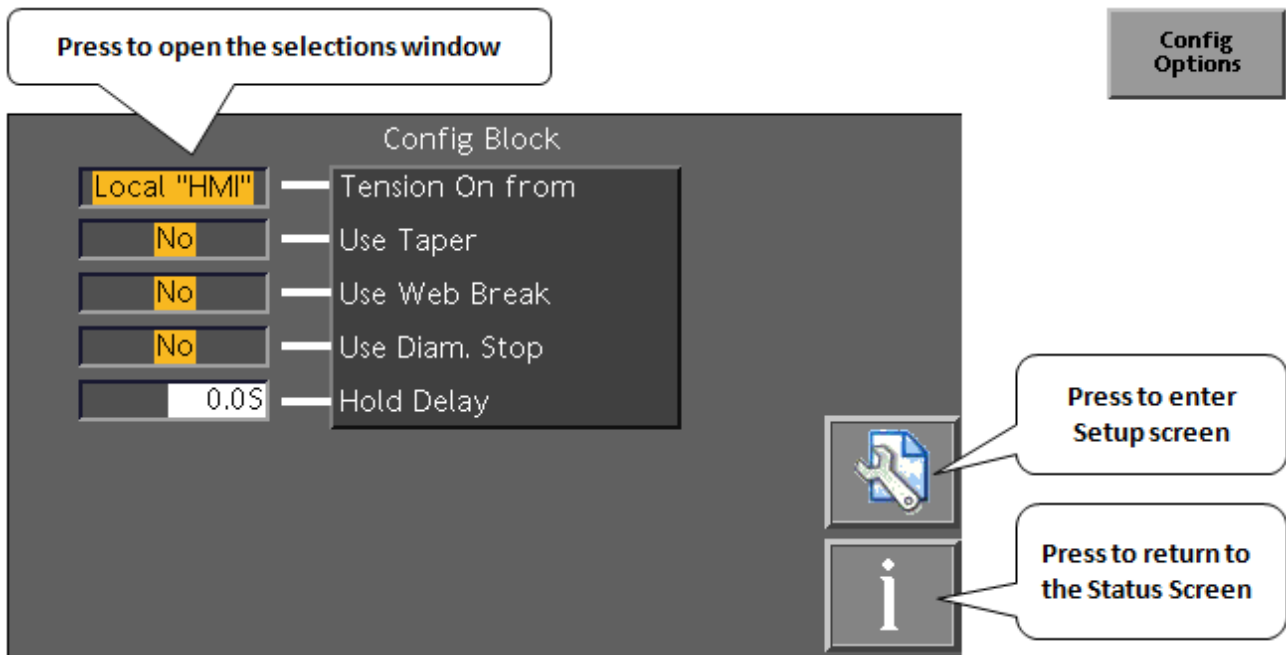 Press to open the selections window
Config
Options
Config Block
Local "HMI" Tension On from
No Use Taper
No Use Web Break
No Use Diam. Stop
0.0S Hold Delay
Press to enter
Setup screen
Press to return to
the Status Screen
i